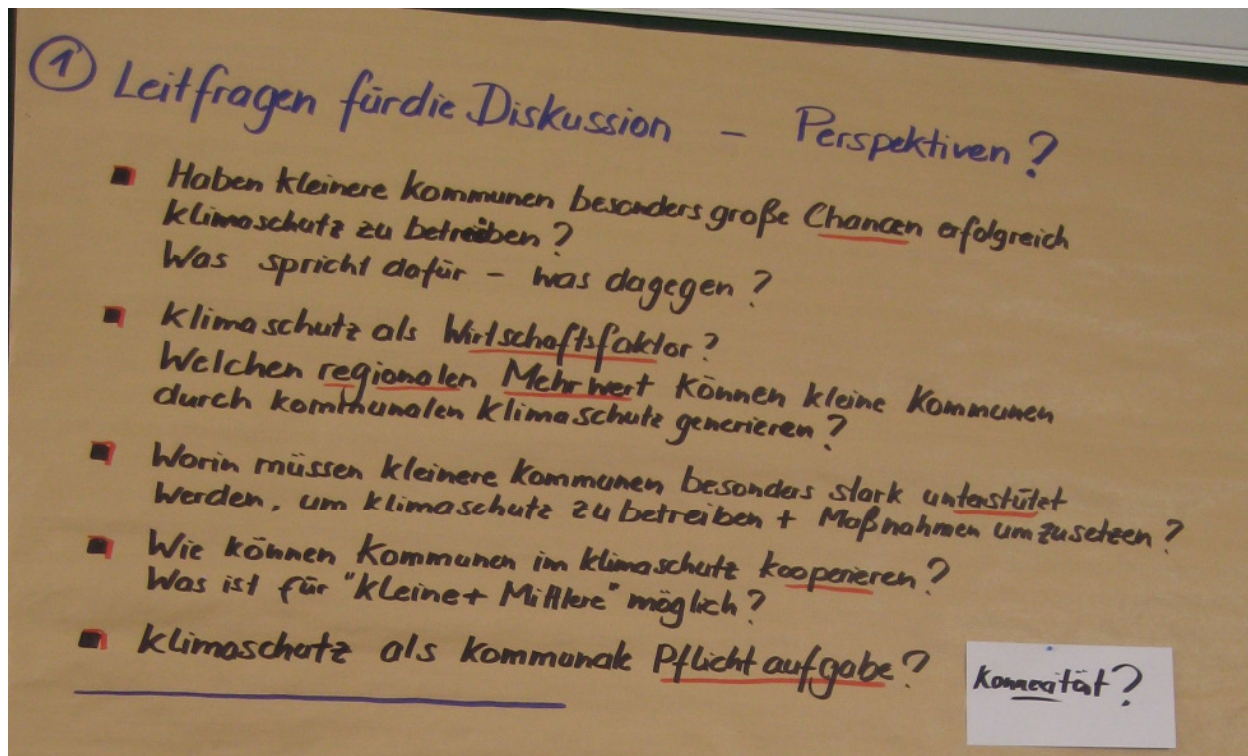 ① Leitfragen für die Diskussion – Perspektiven?
Haben kleinere Kommunen besonders große Chancen erfolgreich
Klimaschutz zu betreiben?
Was spricht dafür – was dagegen?
Klimaschutz als Wirtschaftsfaktor?
Welchen regionalen Mehrwert können kleine Kommunen
durch kommunalen Klimaschutz generieren?
Worin müssen kleinere Kommunen besonders stark unterstützt
werden, um Klimaschutz zu betreiben + Maßnahmen umzusetzen?
Wie können Kommunen im Klimaschutz kooperieren?
Was ist für "Kleine + Mittlere" möglich?
Klimaschutz als kommunale Pflichtaufgabe?
Konnexität?